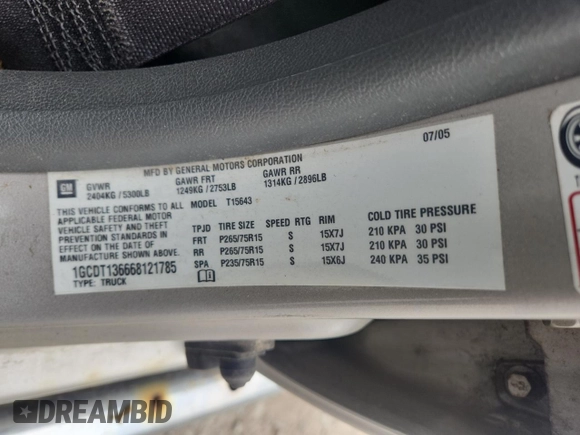 07/05
MFD BY GENERAL MOTORS CORPORATION
GM GVWR GAWR FRT GAWR RR
2404KG / 5300LB 1249KG / 2753LB 1314KG / 2896LB
THIS VEHICLE CONFORMS TO ALL MODEL T15643
APPLICABLE FEDERAL MOTOR
VEHICLE SAFETY AND THEFT
PREVENTION STANDARDS IN
EFFECT ON THE DATE OF
MANUFACTURE SHOWN ABOVE.
1GCDT136668121785
TYPE: TRUCK
TPJD TIRE SIZE SPEED RTG RIM COLD TIRE PRESSURE
FRT P265/75R15 S 15X7J 210 KPA 30 PSI
RR P265/75R15 S 15X7J 210 KPA 30 PSI
SPA P235/75R15 S 15X6J 240 KPA 35 PSI
DREAMBID